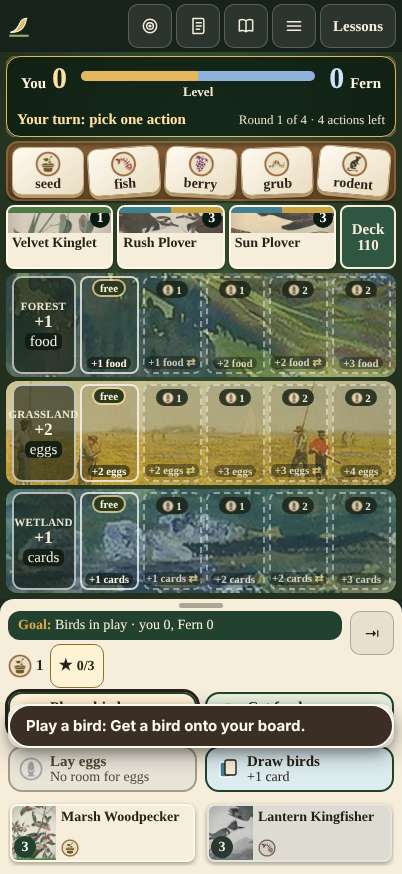 Lessons
You 0
0 Fern
Level
Your turn: pick one action
Round 1 of 4 · 4 actions left
seed
fish
berry
grub
rodent
1
3
3
Velvet Kinglet
Rush Plover
Sun Plover
Deck
110
FOREST
+1
food
free
1
1
2
2
+1 food
+1 food ⇄
+2 food
+2 food ⇄
+3 food
GRASSLAND
+2
eggs
free
1
1
2
2
+2 eggs
+2 eggs ⇄
+3 eggs
+3 eggs ⇄
+4 eggs
WETLAND
+1
cards
free
1
1
2
2
+1 cards
+1 cards ⇄
+2 cards
+2 cards ⇄
+3 cards
Goal: Birds in play · you 0, Fern 0
1
★ 0/3
Play a bird: Get a bird onto your board.
Lay eggs
No room for eggs
Draw birds
+1 card
Marsh Woodpecker
3
Lantern Kingfisher
3